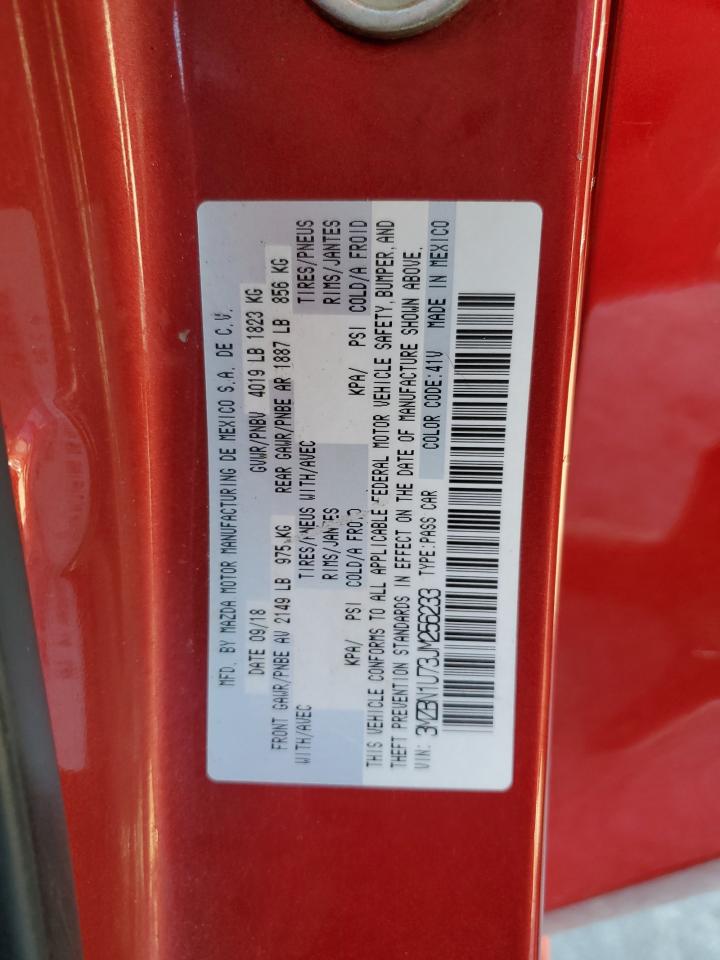 MFD. BY MAZDA MOTOR MANUFACTURING DE MEXICO S.A. DE C.V.
DATE 09/18 GVWR/PNBV 4019 LB 1823 KG
FRONT GAWR/PNBE AV 2149 LB 975 KG REAR GAWR/PNBE AR 1887 LB 856 KG
WITH/AVEC TIRES/PNEUS WITH/AVEC TIRES/PNEUS
RIMS/JANTES RIMS/JANTES
KPA/ PSI COLD/A FROID KPA/ PSI COLD/A FROID
THIS VEHICLE CONFORMS TO ALL APPLICABLE FEDERAL MOTOR VEHICLE SAFETY, BUMPER, AND
THEFT PREVENTION STANDARDS IN EFFECT ON THE DATE OF MANUFACTURE SHOWN ABOVE.
VIN: 3MZBN1U73JM256233 TYPE:PASS CAR COLOR CODE:41V MADE IN MEXICO